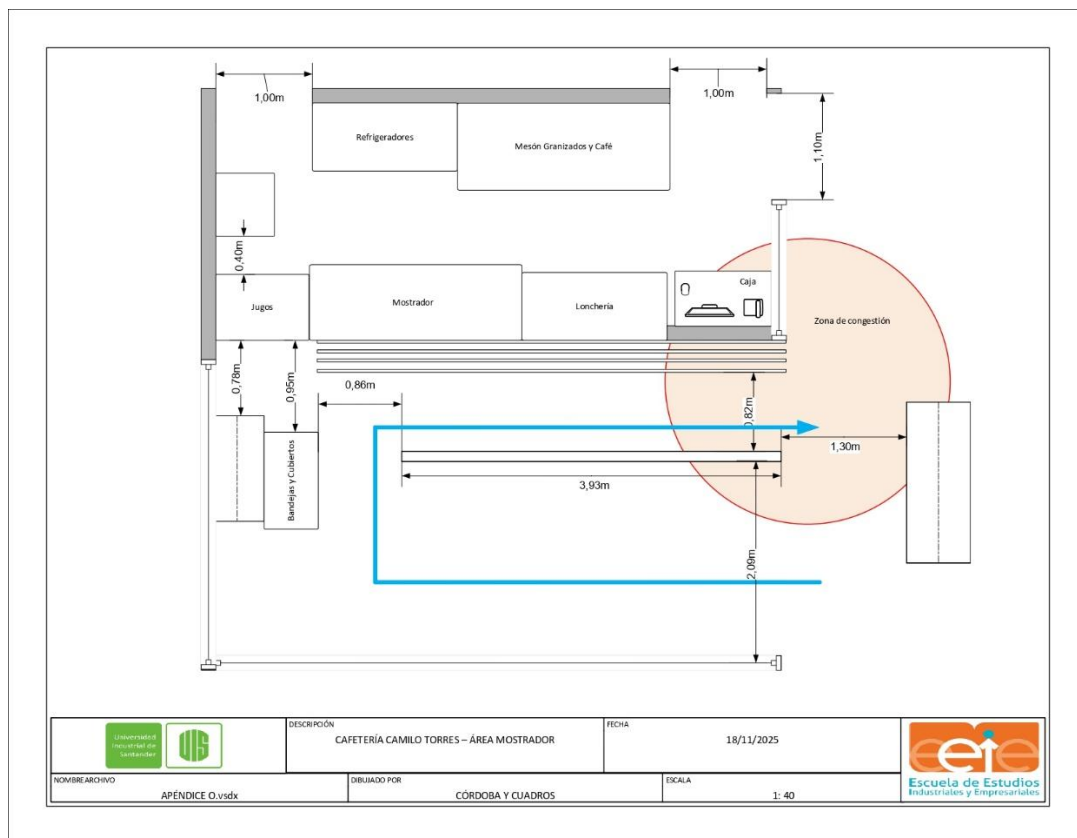 1,00m
1,00m
Refrigeradores
Mesón Granizados y Café
1,10m
0,40m
Jugos
Mostrador
Lonchería
Caja
Zona de congestión
0,78m
0,95m
0,86m
0,82m
1,30m
Bandejas y Cubiertos
3,93m
2,09m
Universidad
Industrial de
Santander
UIS
DESCRIPCIÓN
CAFETERÍA CAMILO TORRES – ÁREA MOSTRADOR
FECHA
18/11/2025
NOMBRE ARCHIVO
APÉNDICE O.vsdx
DIBUJADO POR
CÓRDOBA Y CUADROS
ESCALA
1: 40
eeie
Escuela de Estudios
Industriales y Empresariales